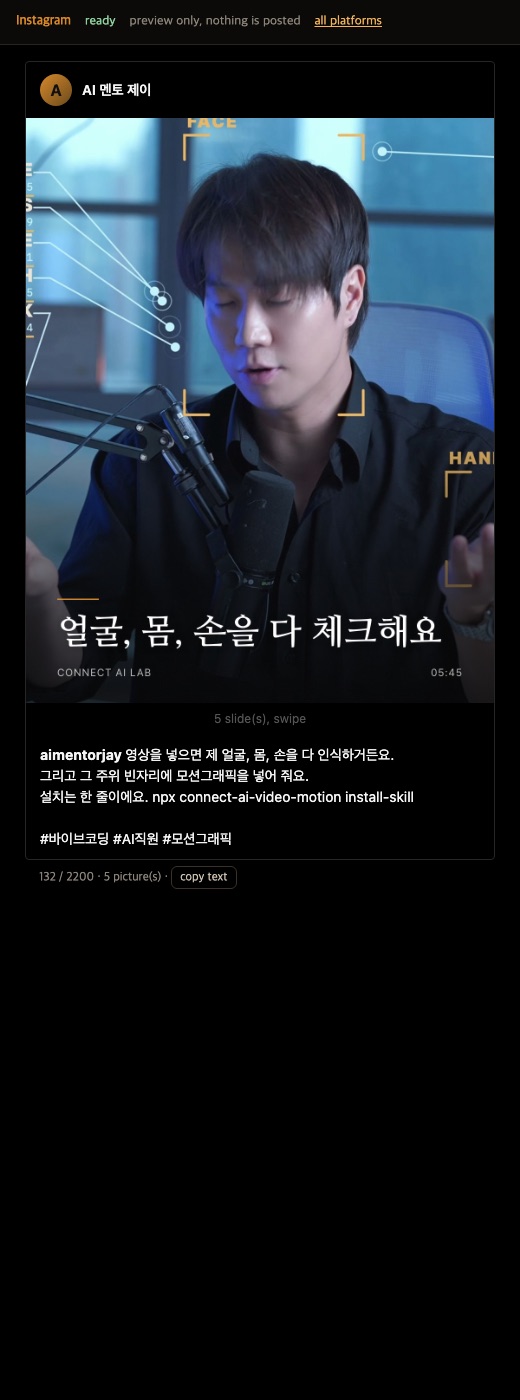 Instagram ready preview only, nothing is posted all platforms
A AI 멘토 제이
FACE
E
5
S
9
E
1
H
5
K
4
HAN
얼굴, 몸, 손을 다 체크해요
CONNECT AI LAB 05:45
5 slide(s), swipe
aimentorjay 영상을 넣으면 제 얼굴, 몸, 손을 다 인식하거든요.
그리고 그 주위 빈자리에 모션그래픽을 넣어 줘요.
설치는 한 줄이에요. npx connect-ai-video-motion install-skill
#바이브코딩 #AI직원 #모션그래픽
132 / 2200 · 5 picture(s) · copy text